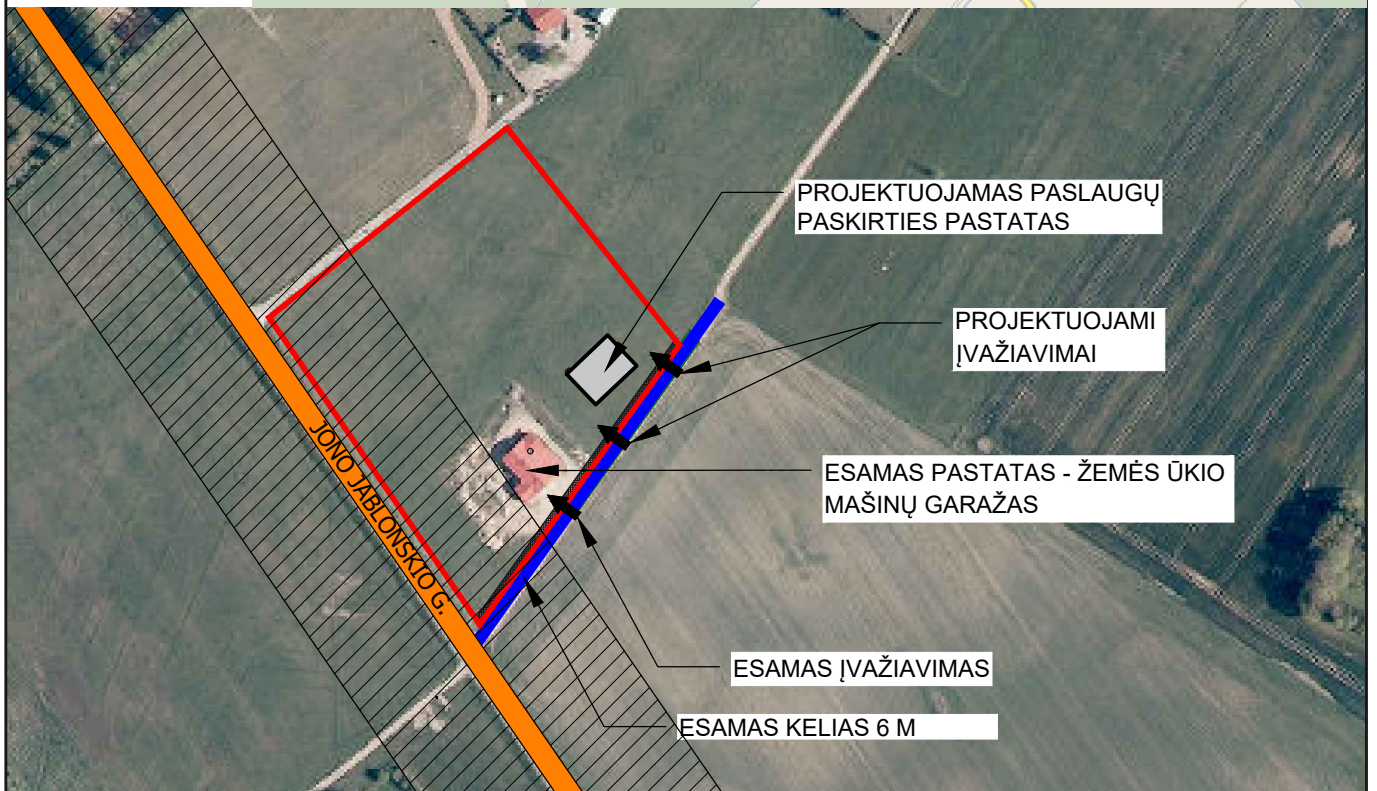 PROJEKTUOJAMAS PASLAUGŲ
PASKIRTIES PASTATAS
PROJEKTUOJAMI
ĮVAŽIAVIMAI
JONO JABLONSKIO G.
ESAMAS PASTATAS - ŽEMĖS ŪKIO
MAŠINŲ GARAŽAS
ESAMAS ĮVAŽIAVIMAS
ESAMAS KELIAS 6 M